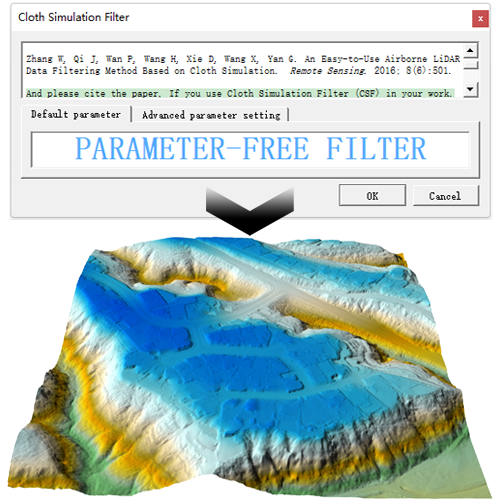 Cloth Simulation Filter
x
Zhang W, Qi J, Wan P, Wang H, Xie D, Wang X, Yan G. An Easy-to-Use Airborne LiDAR
Data Filtering Method Based on Cloth Simulation. Remote Sensing. 2016; 8(6):501.
And please cite the paper, If you use Cloth Simulation Filter (CSF) in your work.
Default parameter
Advanced parameter setting
PARAMETER-FREE FILTER
OK
Cancel